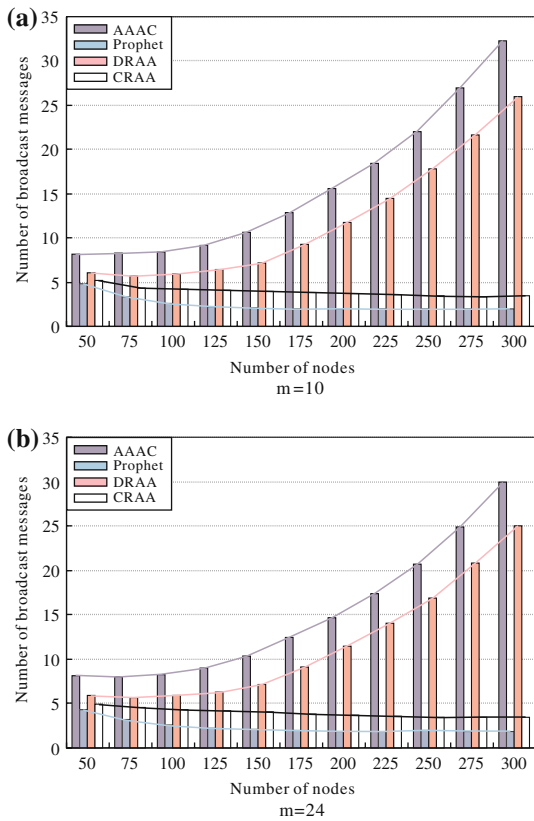 (a)
35
30
25
20
15
10
5
0
Number of broadcast messages
AAAC
Prophet
DRAA
CRAA
50 75 100 125 150 175 200 225 250 275 300
Number of nodes
m=10
(b)
35
30
25
20
15
10
5
0
Number of broadcast messages
AAAC
Prophet
DRAA
CRAA
50 75 100 125 150 175 200 225 250 275 300
Number of nodes
m=24